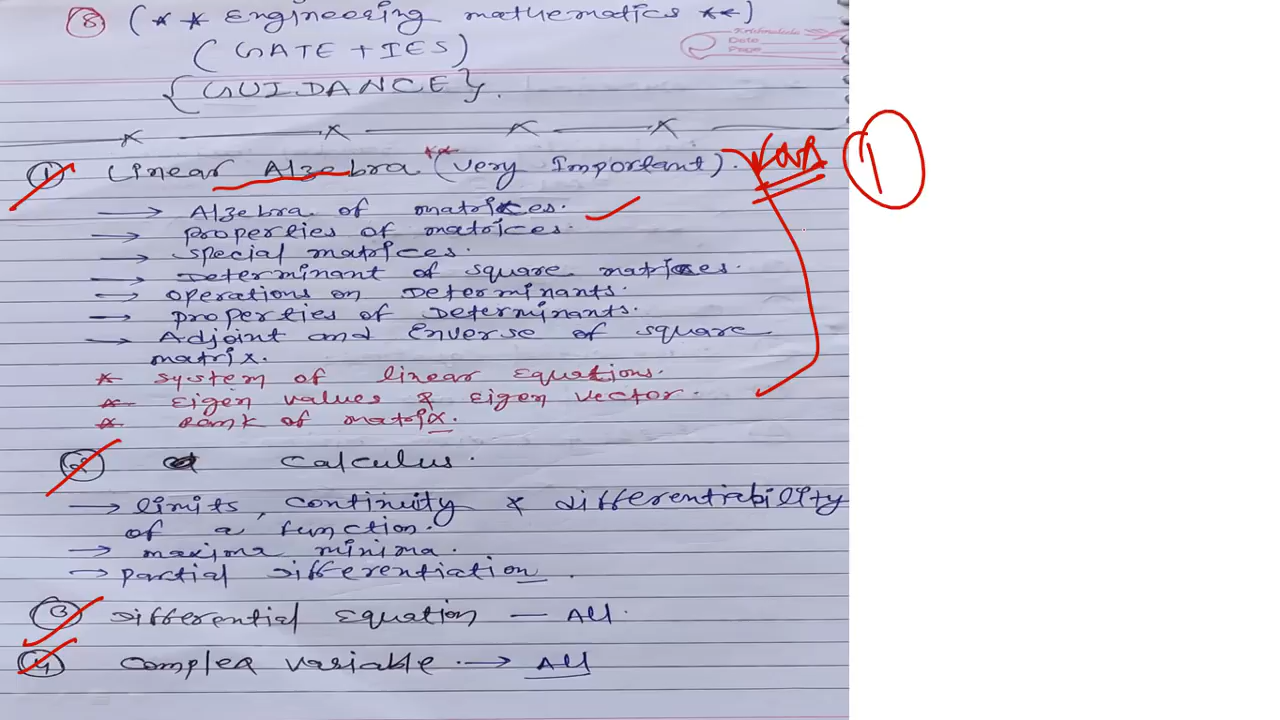 8 (** Engineering mathematics **)
(GATE + IES)
{GUIDANCE}.
Date
Page
① Linear Algebra ** (very Important).
1
→ Algebra of matrices.
→ properties of matrices.
→ special matrices.
→ Determinant of square matrices.
→ operations on Determinants.
→ properties of Determinants.
→ Adjoint and Enverse of square
matrix.
* system of linear equations.
* Eigen values & Eigen vector.
* Rank of matrix.
② Calculus.
→ limits, continuity & differentiability
of a function.
→ maxima minima.
→ partial differentiation.
③ Differential Equation — All.
④ complex variable. → All